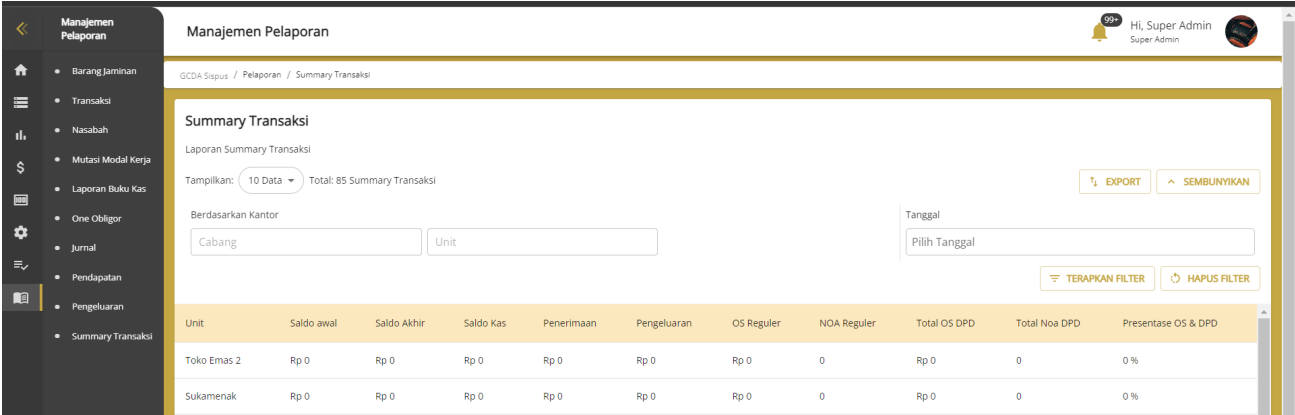 Manajemen
Pelaporan
Barang Jaminan
Transaksi
Nasabah
Mutasi Modal Kerja
Laporan Buku Kas
One Obligor
Jurnal
Pendapatan
Pengeluaran
Summary Transaksi
Manajemen Pelaporan
99+
Hi, Super Admin
Super Admin
GCDA Sispus / Pelaporan / Summary Transaksi
Summary Transaksi
Laporan Summary Transaksi
Tampilkan: 10 Data Total: 85 Summary Transaksi
EXPORT SEMBUNYIKAN
Berdasarkan Kantor Tanggal
Cabang Unit Pilih Tanggal
TERAPKAN FILTER HAPUS FILTER
Unit Saldo awal Saldo Akhir Saldo Kas Penerimaan Pengeluaran OS Reguler NOA Reguler Total OS DPD Total Noa DPD Presentase OS & DPD
Toko Emas 2 Rp 0 Rp 0 Rp 0 Rp 0 Rp 0 Rp 0 0 Rp 0 0 0 %
Sukamenak Rp 0 Rp 0 Rp 0 Rp 0 Rp 0 Rp 0 0 Rp 0 0 0 %